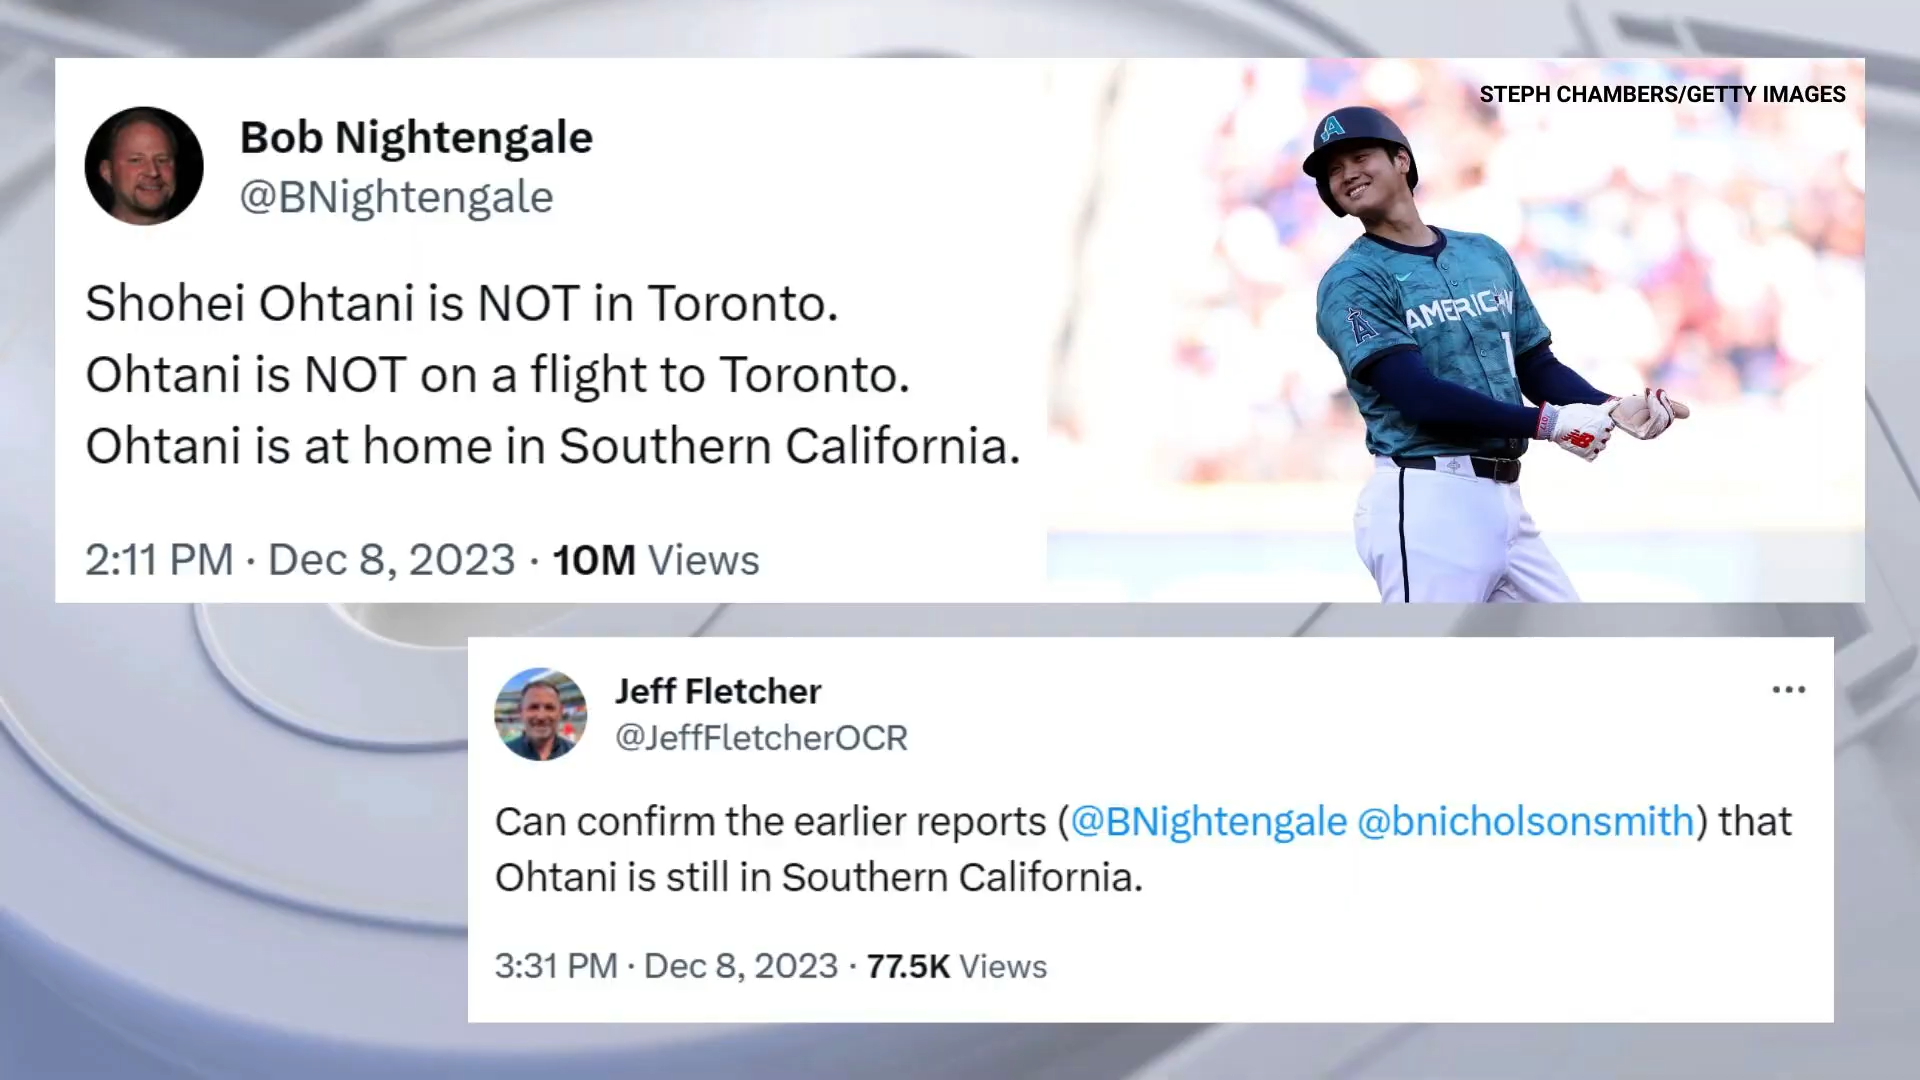 STEPH CHAMBERS/GETTY IMAGES
Bob Nightengale
@BNightengale
Shohei Ohtani is NOT in Toronto.
Ohtani is NOT on a flight to Toronto.
Ohtani is at home in Southern California.
2:11 PM · Dec 8, 2023 · 10M Views
A
AMERICAN
A
Jeff Fletcher
@JeffFletcherOCR
Can confirm the earlier reports (@BNightengale @bnicholsonsmith) that
Ohtani is still in Southern California.
3:31 PM · Dec 8, 2023 · 77.5K Views